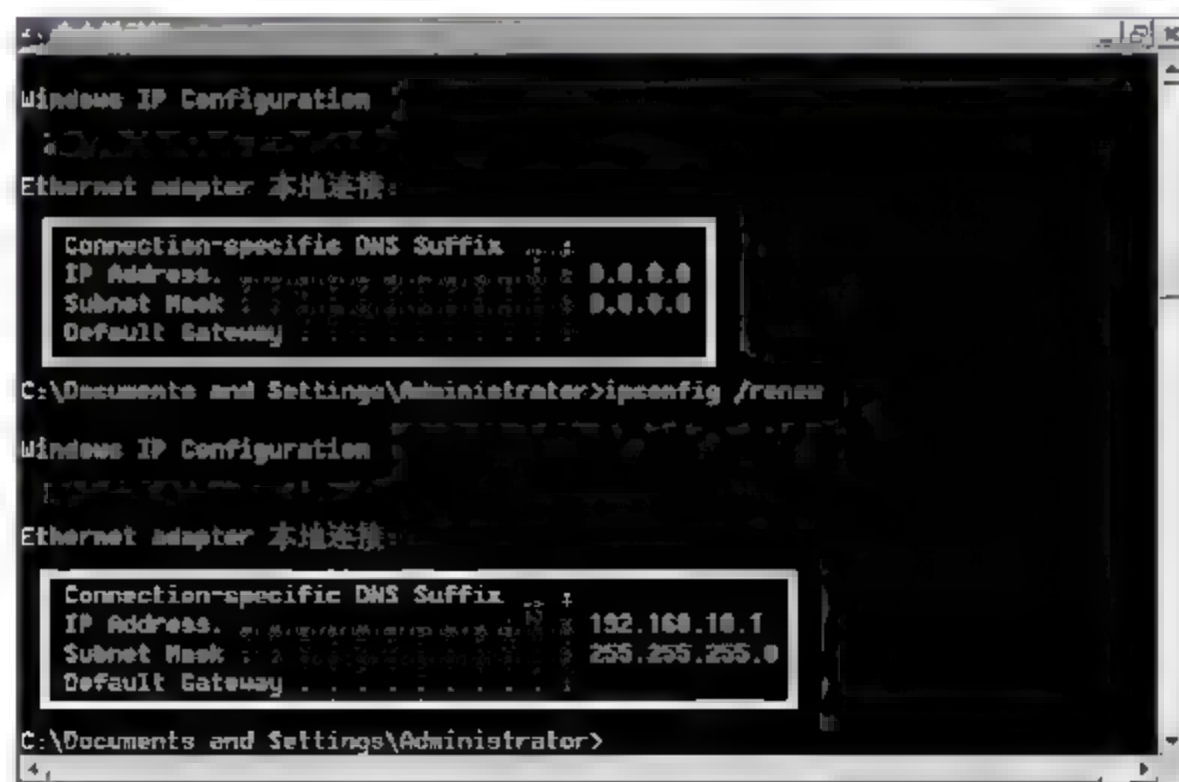 Windows IP Configuration
Ethernet adapter 本地连接:
Connection-specific DNS Suffix . :
IP Address. . . . . . . . . . . . : 0.0.0.0
Subnet Mask . . . . . . . . . . . : 0.0.0.0
Default Gateway . . . . . . . . . :
C:\Documents and Settings\Administrator>ipconfig /renew
Windows IP Configuration
Ethernet adapter 本地连接:
Connection-specific DNS Suffix . :
IP Address. . . . . . . . . . . . : 192.168.10.1
Subnet Mask . . . . . . . . . . . : 255.255.255.0
Default Gateway . . . . . . . . . :
C:\Documents and Settings\Administrator>